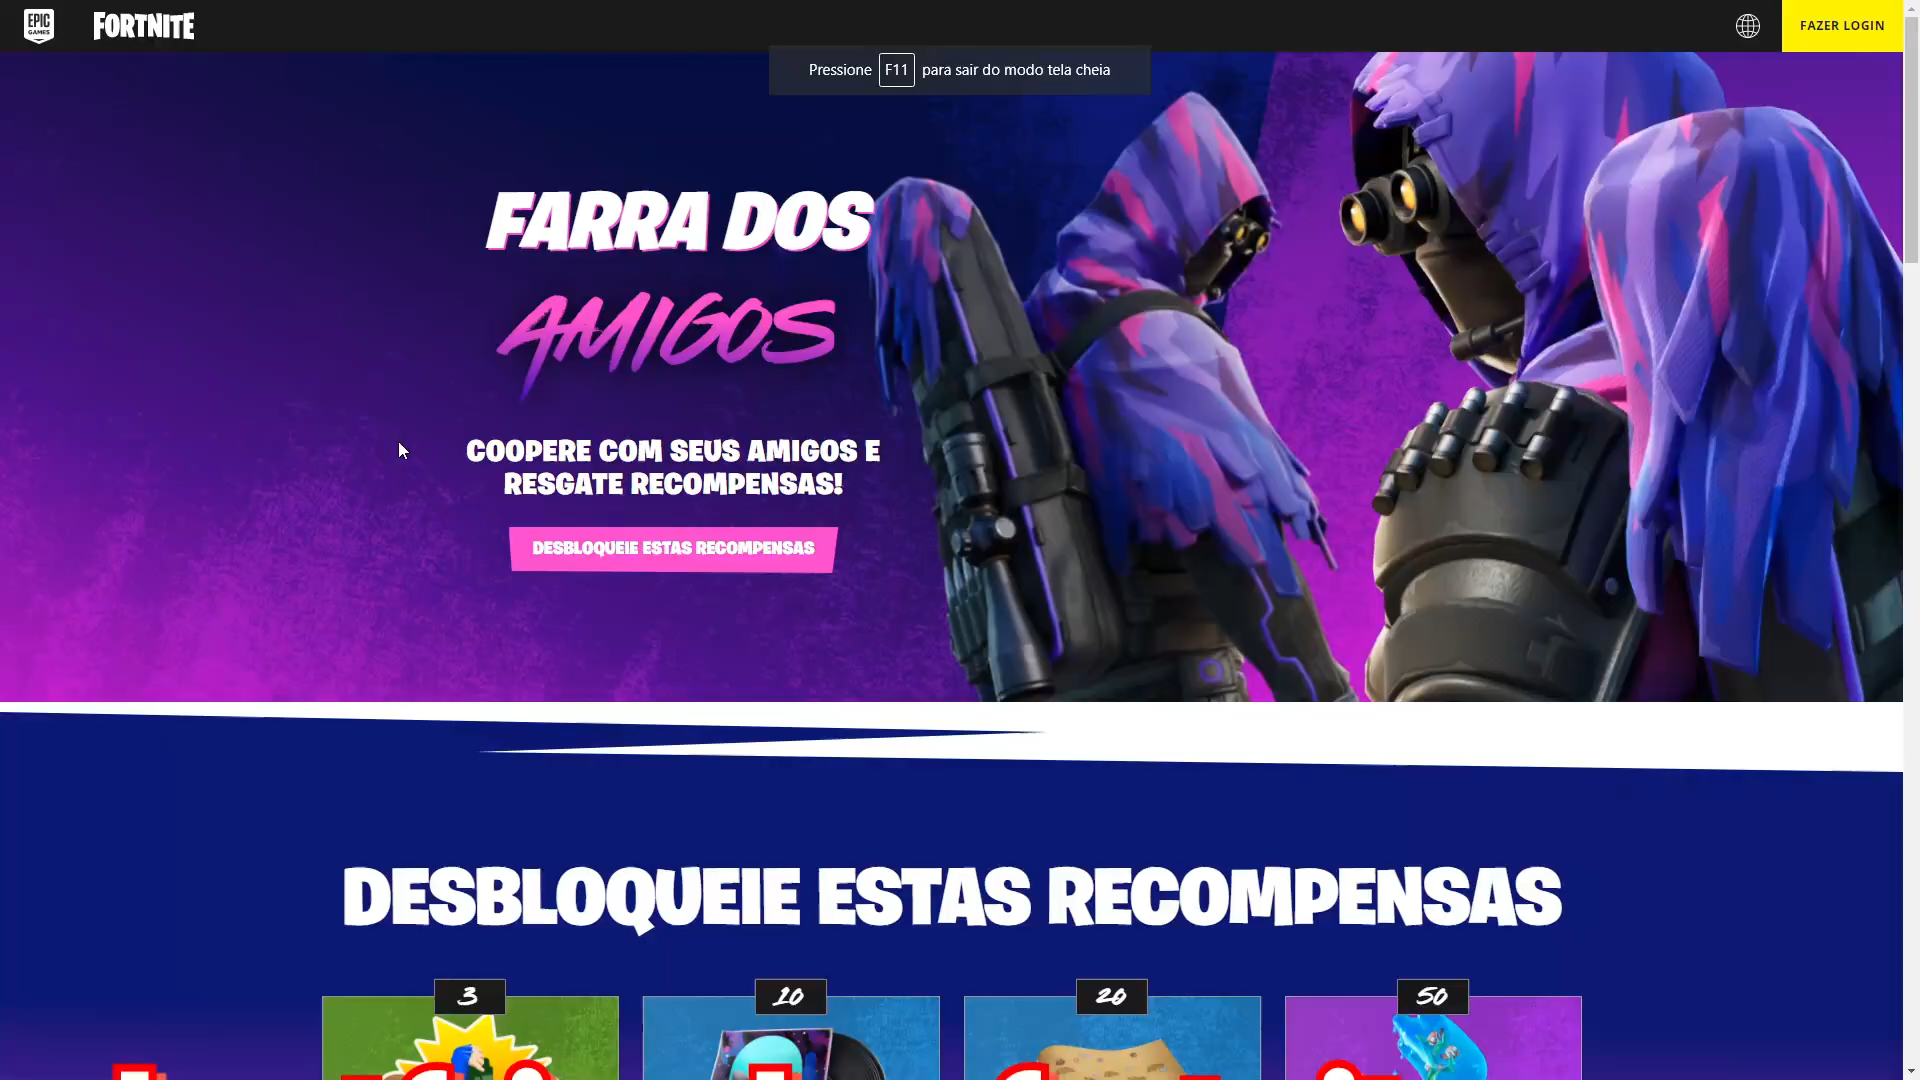 EPIC
GAMES
FORTNITE
FAZER LOGIN
Pressione F11 para sair do modo tela cheia
FARRA DOS
AMIGOS
COOPERE COM SEUS AMIGOS E
RESGATE RECOMPENSAS!
DESBLOQUEIE ESTAS RECOMPENSAS
DESBLOQUEIE ESTAS RECOMPENSAS
3
10
20
50